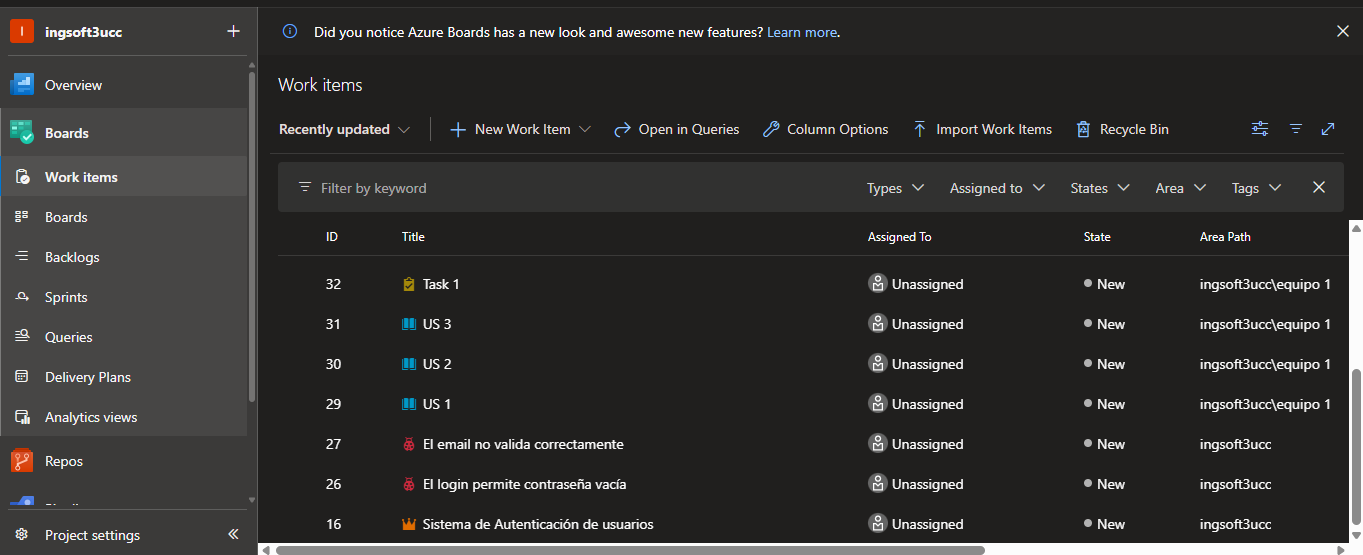 I ingsoft3ucc
Overview
Boards
Work items
Boards
Backlogs
Sprints
Queries
Delivery Plans
Analytics views
Repos
Project settings
Did you notice Azure Boards has a new look and awesome new features? Learn more.
Work items
Recently updated New Work Item Open in Queries Column Options Import Work Items Recycle Bin
Filter by keyword Types Assigned to States Area Tags
ID Title Assigned To State Area Path
32 Task 1 Unassigned New ingsoft3ucc\equipo 1
31 US 3 Unassigned New ingsoft3ucc\equipo 1
30 US 2 Unassigned New ingsoft3ucc\equipo 1
29 US 1 Unassigned New ingsoft3ucc\equipo 1
27 El email no valida correctamente Unassigned New ingsoft3ucc
26 El login permite contraseña vacía Unassigned New ingsoft3ucc
16 Sistema de Autenticación de usuarios Unassigned New ingsoft3ucc